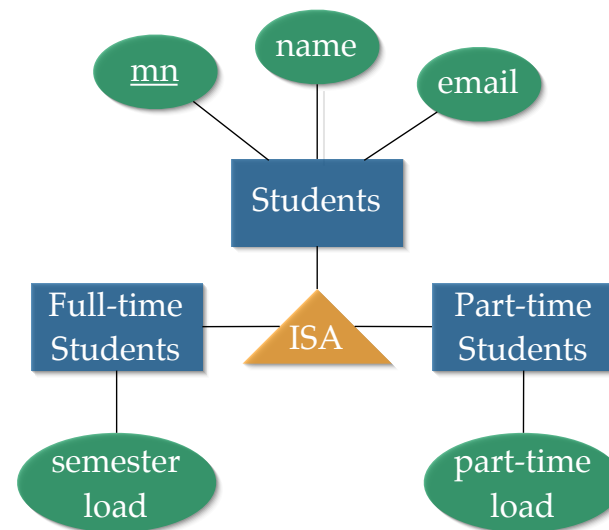 name
mn
email
Students
Full-time
Students
ISA
Part-time
Students
semester
load
part-time
load